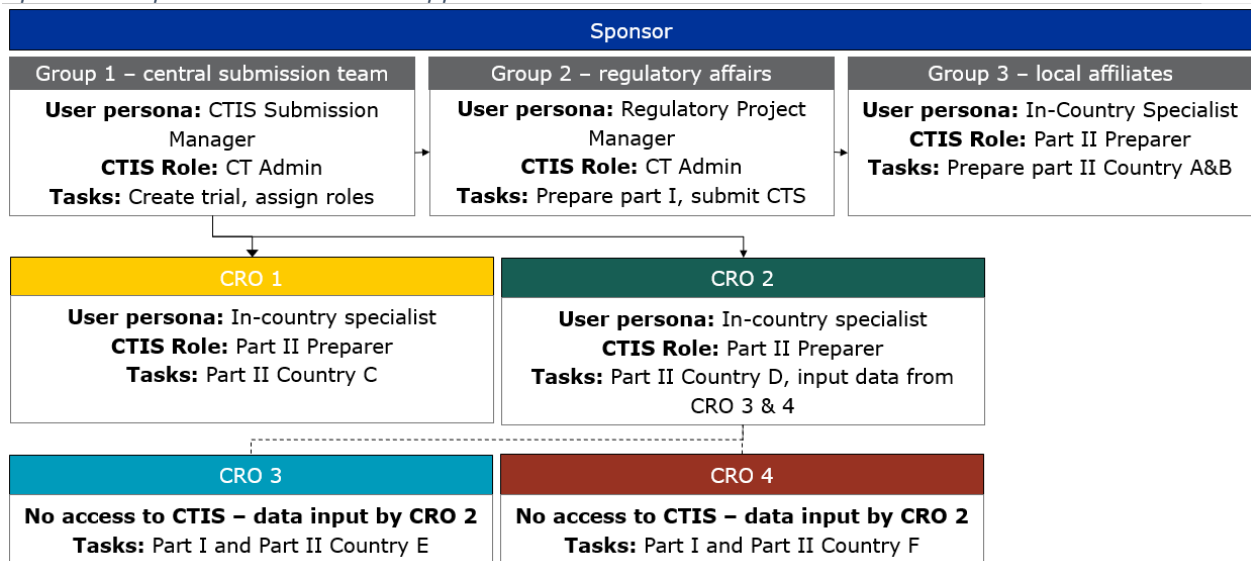 Sponsor
Group 1 – central submission team
User persona: CTIS Submission
Manager
CTIS Role: CT Admin
Tasks: Create trial, assign roles
Group 2 – regulatory affairs
User persona: Regulatory Project
Manager
CTIS Role: CT Admin
Tasks: Prepare part I, submit CTS
Group 3 – local affiliates
User persona: In-Country Specialist
CTIS Role: Part II Preparer
Tasks: Prepare part II Country A&B
CRO 1
User persona: In-country specialist
CTIS Role: Part II Preparer
Tasks: Part II Country C
CRO 2
User persona: In-country specialist
CTIS Role: Part II Preparer
Tasks: Part II Country D, input data from
CRO 3 & 4
CRO 3
No access to CTIS – data input by CRO 2
Tasks: Part I and Part II Country E
CRO 4
No access to CTIS – data input by CRO 2
Tasks: Part I and Part II Country F